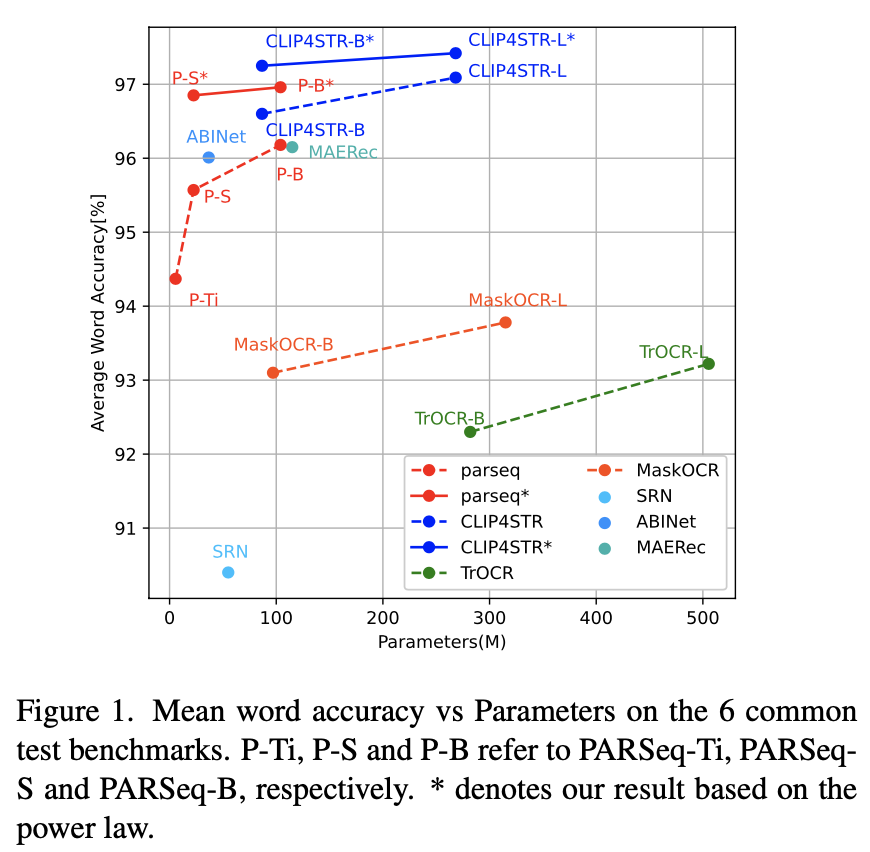 CLIP4STR-B*
CLIP4STR-L*
P-S*
P-B*
CLIP4STR-L
97
ABINet
CLIP4STR-B
MAERec
96
P-B
P-S
95
P-Ti
MaskOCR-L
94
MaskOCR-B
TrOCR-L
93
TrOCR-B
92
91
SRN
Average Word Accuracy[%]
parseq
parseq*
CLIP4STR
CLIP4STR*
TrOCR
MaskOCR
SRN
ABINet
MAERec
0 100 200 300 400 500
Parameters(M)
Figure 1. Mean word accuracy vs Parameters on the 6 common
test benchmarks. P-Ti, P-S and P-B refer to PARSeq-Ti, PARSeq-
S and PARSeq-B, respectively. * denotes our result based on the
power law.